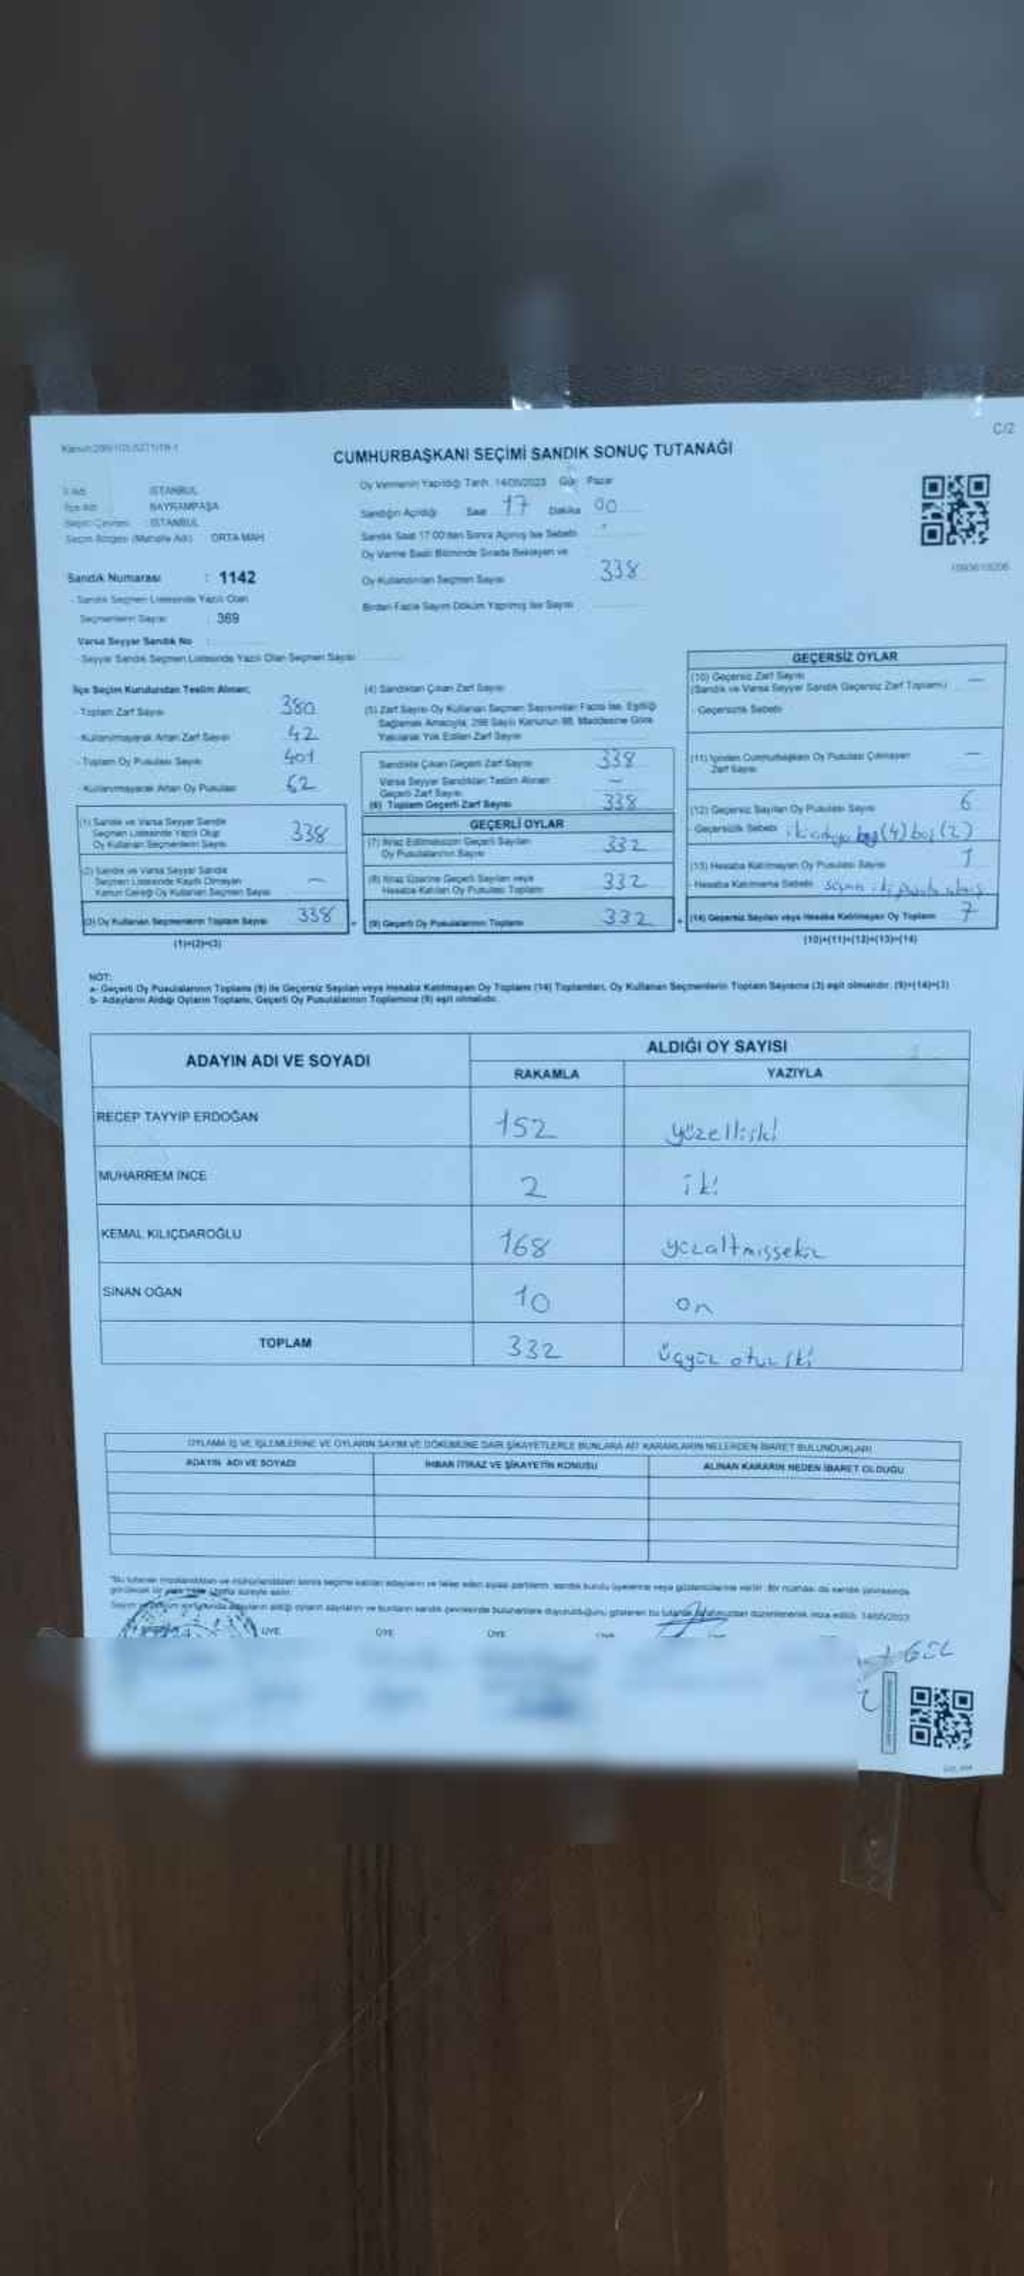 C/2
CUMHURBAŞKANI SEÇİMİ SANDIK SONUÇ TUTANAĞI
İli Adı İSTANBUL
İlçe Adı BAYRAMPAŞA
Seçim Çevresi İSTANBUL
Seçim Bölgesi (Mahalle Adı) ORTA MAH
Sandık Numarası : 1142
- Sandık Seçmen Listesinde Yazılı Olan
Seçmenlerin Sayısı : 369
Varsa Seyyar Sandık No :
- Seyyar Sandık Seçmen Listesinde Yazılı Olan Seçmen Sayısı
Oy Vermenin Yapıldığı Tarih 14/05/2023 Gün Pazar
Sandığın Açıldığı Saat 17 Dakika 00
Sandık Saat 17:00'den Sonra Açılmış İse Sebebi
Oy Verme Saati Bitiminde Sırada Bekleyen ve
Oy Kullandırılan Seçmen Sayısı 338
Birden Fazla Sayım Döküm Yapılmış İse Sayısı
İlçe Seçim Kurulundan Teslim Alınan;
- Toplam Zarf Sayısı 380
- Kullanılmayarak Artan Zarf Sayısı 42
- Toplam Oy Pusulası Sayısı 401
- Kullanılmayarak Artan Oy Pusulası 62
(1) Sandık ve Varsa Seyyar Sandık
Seçmen Listesinde Yazılı Olup
Oy Kullanan Seçmenlerin Sayısı 338
(2) Sandık ve Varsa Seyyar Sandık
Seçmen Listesinde Kayıtlı Olmayan
Kanun Gereği Oy Kullanan Seçmen Sayısı —
(3) Oy Kullanan Seçmenlerin Toplam Sayısı 338
(1)+(2)=(3)
(4) Sandıktan Çıkan Zarf Sayısı
(5) Zarf Sayısı Oy Kullanan Seçmen Sayısından Fazla İse, Eşitliği
Sağlamak Amacıyla, 298 Sayılı Kanunun 98. Maddesine Göre
Yakılarak Yok Edilen Zarf Sayısı
Sandıkta Çıkan Geçerli Zarf Sayısı 338
Varsa Seyyar Sandıktan Teslim Alınan
Geçerli Zarf Sayısı —
(6) Toplam Geçerli Zarf Sayısı 338
GEÇERLİ OYLAR
(7) İtiraz Edilmeksizin Geçerli Sayılan
Oy Pusulalarının Sayısı 332
(8) İtiraz Üzerine Geçerli Sayılan veya
Hesaba Katılan Oy Pusulası Toplamı 332
(9) Geçerli Oy Pusulalarının Toplamı 332
GEÇERSİZ OYLAR
(10) Geçersiz Zarf Sayısı —
(Sandık ve Varsa Seyyar Sandık Geçersiz Zarf Toplamı)
- Geçersizlik Sebebi
(11) İçinden Cumhurbaşkanı Oy Pusulası Çıkmayan —
Zarf Sayısı
(12) Geçersiz Sayılan Oy Pusulası Sayısı 6
- Geçersizlik Sebebi (4) boş (2)
(13) Hesaba Katılmayan Oy Pusulası Sayısı 1
- Hesaba Katılmama Sebebi
(14) Geçersiz Sayılan veya Hesaba Katılmayan Oy Toplamı 7
(10)+(11)+(12)+(13)=(14)
NOT:
a- Geçerli Oy Pusulalarının Toplamı (9) ile Geçersiz Sayılan veya Hesaba Katılmayan Oy Toplamı (14) Toplamları, Oy Kullanan Seçmenlerin Toplam Sayısına (3) eşit olmalıdır. (9)+(14)=(3)
b- Adayların Aldığı Oyların Toplamı, Geçerli Oy Pusulalarının Toplamına (9) eşit olmalıdır.
ADAYIN ADI VE SOYADI ALDIĞI OY SAYISI
RAKAMLA YAZIYLA
RECEP TAYYİP ERDOĞAN 152 yüzelliiki
MUHARREM İNCE 2 iki
KEMAL KILIÇDAROĞLU 168 yüzaltmışsekiz
SİNAN OĞAN 10 on
TOPLAM 332 üçyüz otuz iki
OYLAMA İŞ VE İŞLEMLERİNE VE OYLARIN SAYIM VE DÖKÜMÜNE DAİR ŞİKAYETLERLE BUNLARA AİT KARARLARIN NELERDEN İBARET BULUNDUKLARI
ADAYIN ADI VE SOYADI İHBAR İTİRAZ VE ŞİKAYETİN KONUSU ALINAN KARARIN NEDEN İBARET OLDUĞU
ÜYE ÜYE ÜYE
GÜL